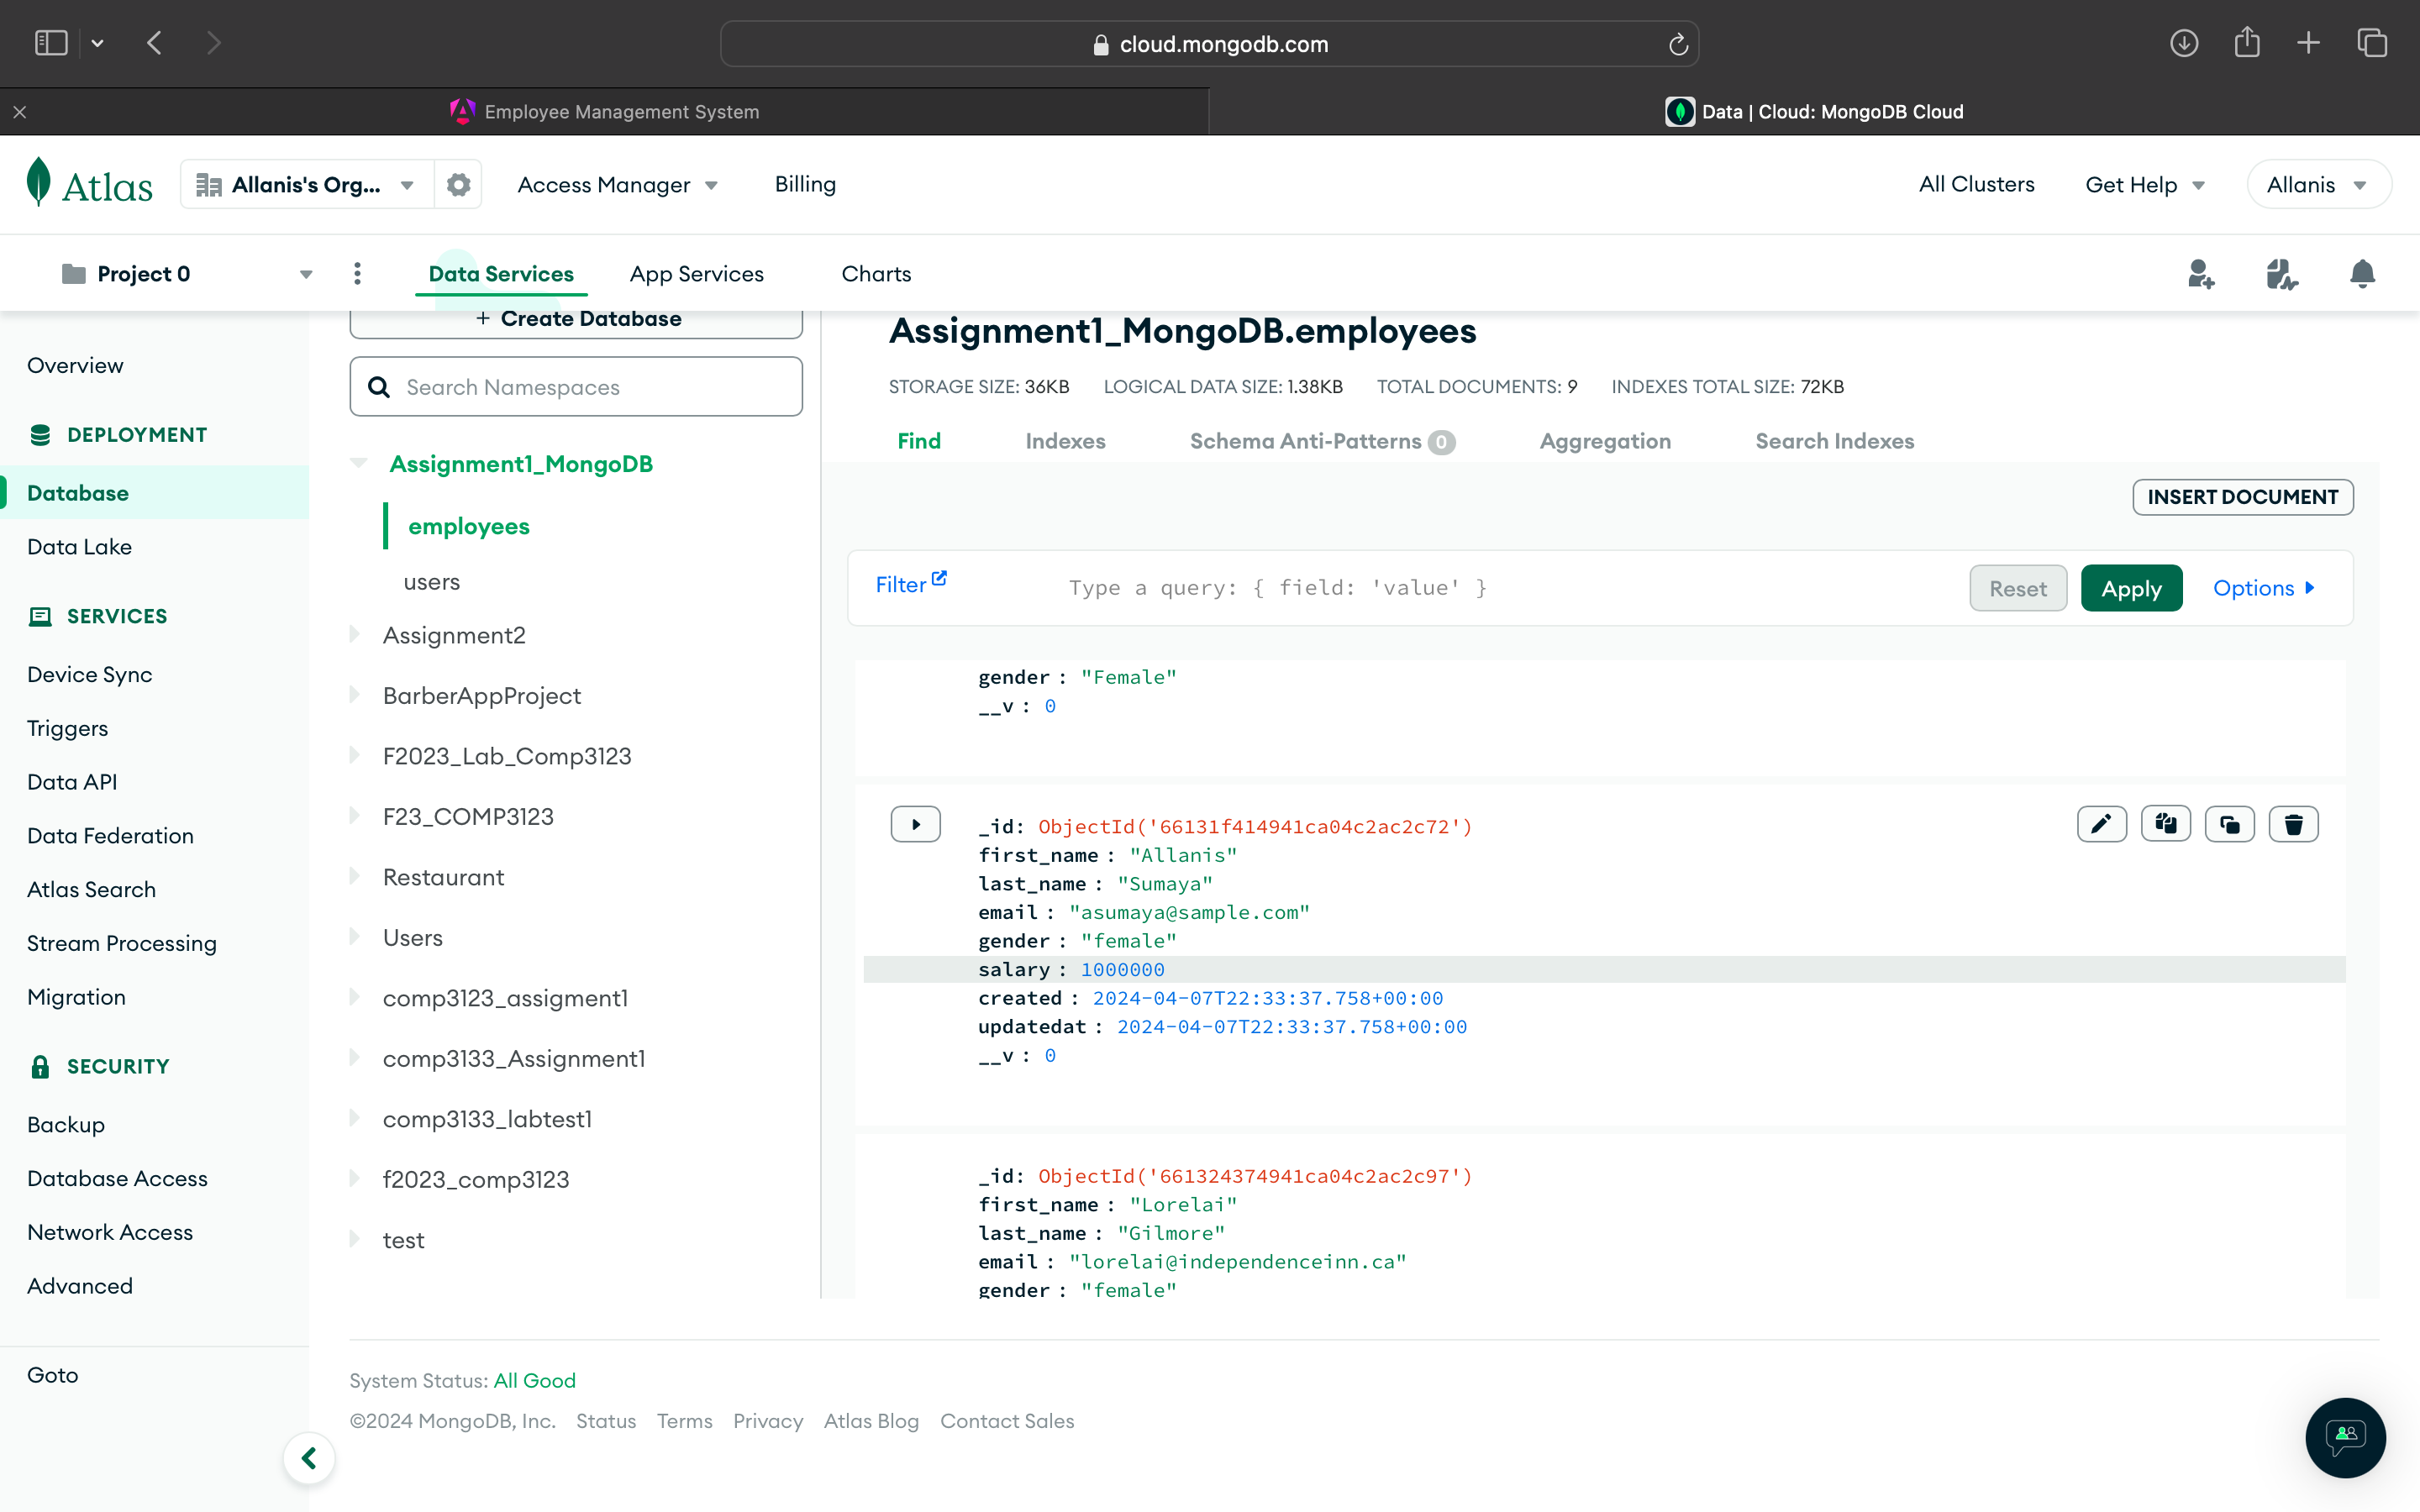 cloud.mongodb.com
Employee Management System
Data | Cloud: MongoDB Cloud
Atlas
Allanis's Org...
Access Manager
Billing
All Clusters
Get Help
Allanis
Project 0
Data Services
App Services
Charts
Overview
DEPLOYMENT
Database
Data Lake
SERVICES
Device Sync
Triggers
Data API
Data Federation
Atlas Search
Stream Processing
Migration
SECURITY
Backup
Database Access
Network Access
Advanced
Goto
+ Create Database
Search Namespaces
Assignment1_MongoDB
employees
users
Assignment2
BarberAppProject
F2023_Lab_Comp3123
F23_COMP3123
Restaurant
Users
comp3123_assigment1
comp3133_Assignment1
comp3133_labtest1
f2023_comp3123
test
Assignment1_MongoDB.employees
STORAGE SIZE: 36KB LOGICAL DATA SIZE: 1.38KB TOTAL DOCUMENTS: 9 INDEXES TOTAL SIZE: 72KB
Find Indexes Schema Anti-Patterns 0 Aggregation Search Indexes
INSERT DOCUMENT
Filter Type a query: { field: 'value' } Reset Apply Options
gender : "Female"
__v : 0
_id: ObjectId('66131f414941ca04c2ac2c72')
first_name : "Allanis"
last_name : "Sumaya"
email : "asumaya@sample.com"
gender : "female"
salary : 1000000
created : 2024-04-07T22:33:37.758+00:00
updatedat : 2024-04-07T22:33:37.758+00:00
__v : 0
_id: ObjectId('661324374941ca04c2ac2c97')
first_name : "Lorelai"
last_name : "Gilmore"
email : "lorelai@independenceinn.ca"
gender : "female"
System Status: All Good
©2024 MongoDB, Inc. Status Terms Privacy Atlas Blog Contact Sales